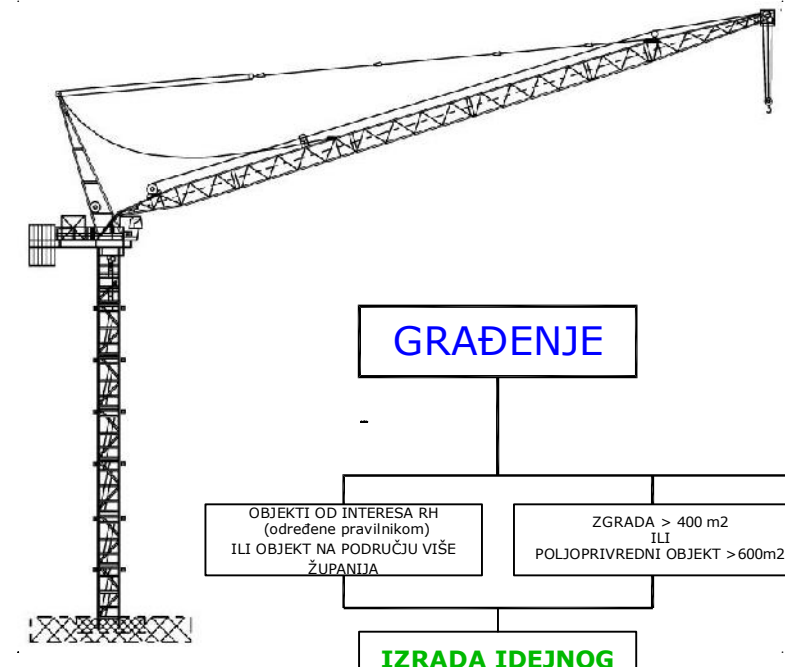 GRAĐENJE
OBJEKTI OD INTERESA RH
(određene pravilnikom)
ILI OBJEKT NA PODRUČJU VIŠE
ŽUPANIJA
ZGRADA > 400 m2
ILI
POLJOPRIVREDNI OBJEKT >600m2
IZRADA IDEJNOG